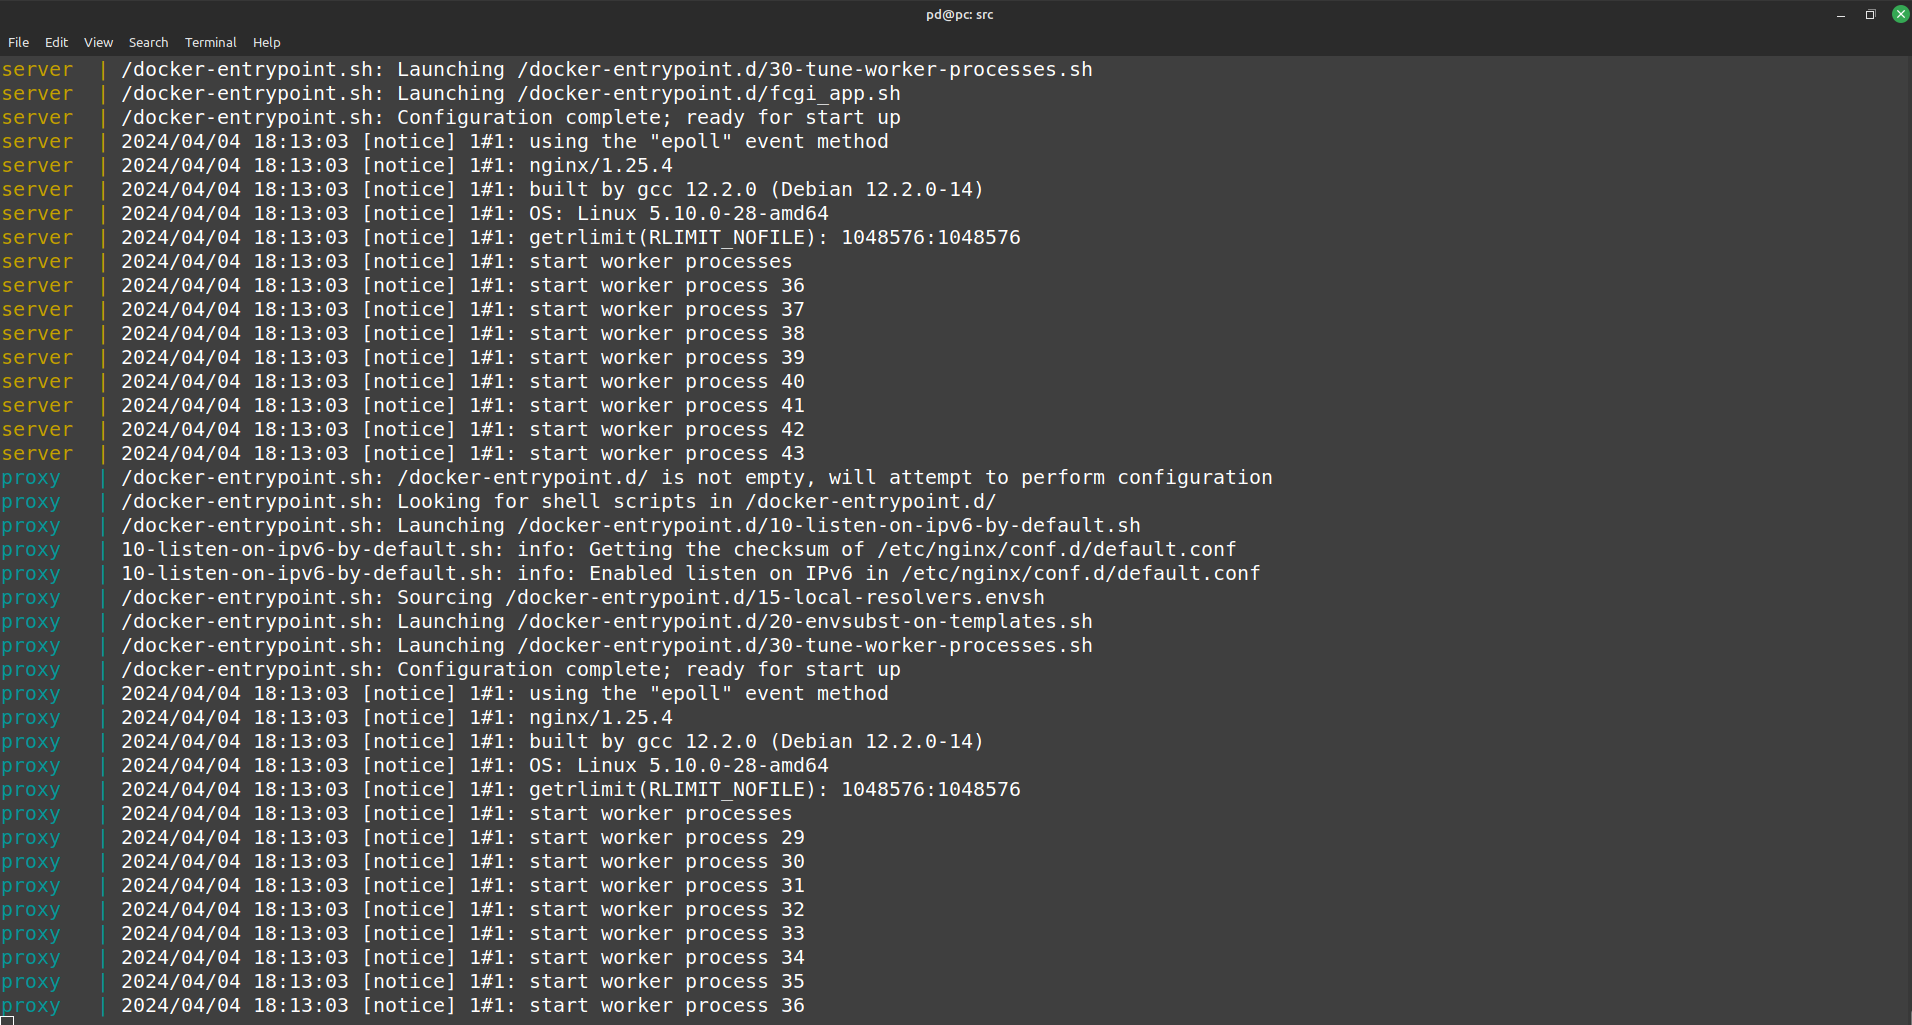 pd@pc: src
File Edit View Search Terminal Help
server | /docker-entrypoint.sh: Launching /docker-entrypoint.d/30-tune-worker-processes.sh
server | /docker-entrypoint.sh: Launching /docker-entrypoint.d/fcgi_app.sh
server | /docker-entrypoint.sh: Configuration complete; ready for start up
server | 2024/04/04 18:13:03 [notice] 1#1: using the "epoll" event method
server | 2024/04/04 18:13:03 [notice] 1#1: nginx/1.25.4
server | 2024/04/04 18:13:03 [notice] 1#1: built by gcc 12.2.0 (Debian 12.2.0-14)
server | 2024/04/04 18:13:03 [notice] 1#1: OS: Linux 5.10.0-28-amd64
server | 2024/04/04 18:13:03 [notice] 1#1: getrlimit(RLIMIT_NOFILE): 1048576:1048576
server | 2024/04/04 18:13:03 [notice] 1#1: start worker processes
server | 2024/04/04 18:13:03 [notice] 1#1: start worker process 36
server | 2024/04/04 18:13:03 [notice] 1#1: start worker process 37
server | 2024/04/04 18:13:03 [notice] 1#1: start worker process 38
server | 2024/04/04 18:13:03 [notice] 1#1: start worker process 39
server | 2024/04/04 18:13:03 [notice] 1#1: start worker process 40
server | 2024/04/04 18:13:03 [notice] 1#1: start worker process 41
server | 2024/04/04 18:13:03 [notice] 1#1: start worker process 42
server | 2024/04/04 18:13:03 [notice] 1#1: start worker process 43
proxy | /docker-entrypoint.sh: /docker-entrypoint.d/ is not empty, will attempt to perform configuration
proxy | /docker-entrypoint.sh: Looking for shell scripts in /docker-entrypoint.d/
proxy | /docker-entrypoint.sh: Launching /docker-entrypoint.d/10-listen-on-ipv6-by-default.sh
proxy | 10-listen-on-ipv6-by-default.sh: info: Getting the checksum of /etc/nginx/conf.d/default.conf
proxy | 10-listen-on-ipv6-by-default.sh: info: Enabled listen on IPv6 in /etc/nginx/conf.d/default.conf
proxy | /docker-entrypoint.sh: Sourcing /docker-entrypoint.d/15-local-resolvers.envsh
proxy | /docker-entrypoint.sh: Launching /docker-entrypoint.d/20-envsubst-on-templates.sh
proxy | /docker-entrypoint.sh: Launching /docker-entrypoint.d/30-tune-worker-processes.sh
proxy | /docker-entrypoint.sh: Configuration complete; ready for start up
proxy | 2024/04/04 18:13:03 [notice] 1#1: using the "epoll" event method
proxy | 2024/04/04 18:13:03 [notice] 1#1: nginx/1.25.4
proxy | 2024/04/04 18:13:03 [notice] 1#1: built by gcc 12.2.0 (Debian 12.2.0-14)
proxy | 2024/04/04 18:13:03 [notice] 1#1: OS: Linux 5.10.0-28-amd64
proxy | 2024/04/04 18:13:03 [notice] 1#1: getrlimit(RLIMIT_NOFILE): 1048576:1048576
proxy | 2024/04/04 18:13:03 [notice] 1#1: start worker processes
proxy | 2024/04/04 18:13:03 [notice] 1#1: start worker process 29
proxy | 2024/04/04 18:13:03 [notice] 1#1: start worker process 30
proxy | 2024/04/04 18:13:03 [notice] 1#1: start worker process 31
proxy | 2024/04/04 18:13:03 [notice] 1#1: start worker process 32
proxy | 2024/04/04 18:13:03 [notice] 1#1: start worker process 33
proxy | 2024/04/04 18:13:03 [notice] 1#1: start worker process 34
proxy | 2024/04/04 18:13:03 [notice] 1#1: start worker process 35
proxy | 2024/04/04 18:13:03 [notice] 1#1: start worker process 36